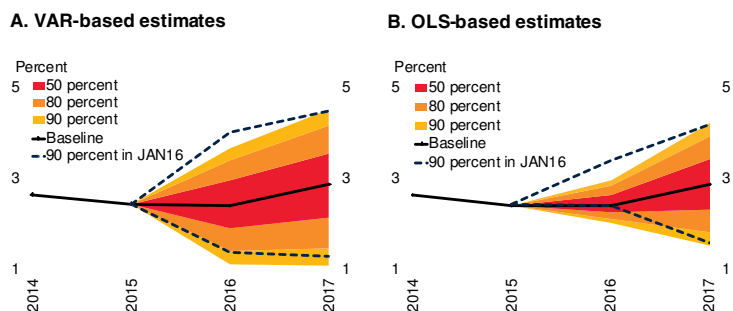 A. VAR-based estimates
Percent
5
5
50 percent
80 percent
90 percent
Baseline
90 percent in JAN16
3
3
1
1
2014
2015
2016
2017
B. OLS-based estimates
Percent
5
5
50 percent
80 percent
90 percent
Baseline
90 percent in JAN16
3
3
1
1
2014
2015
2016
2017